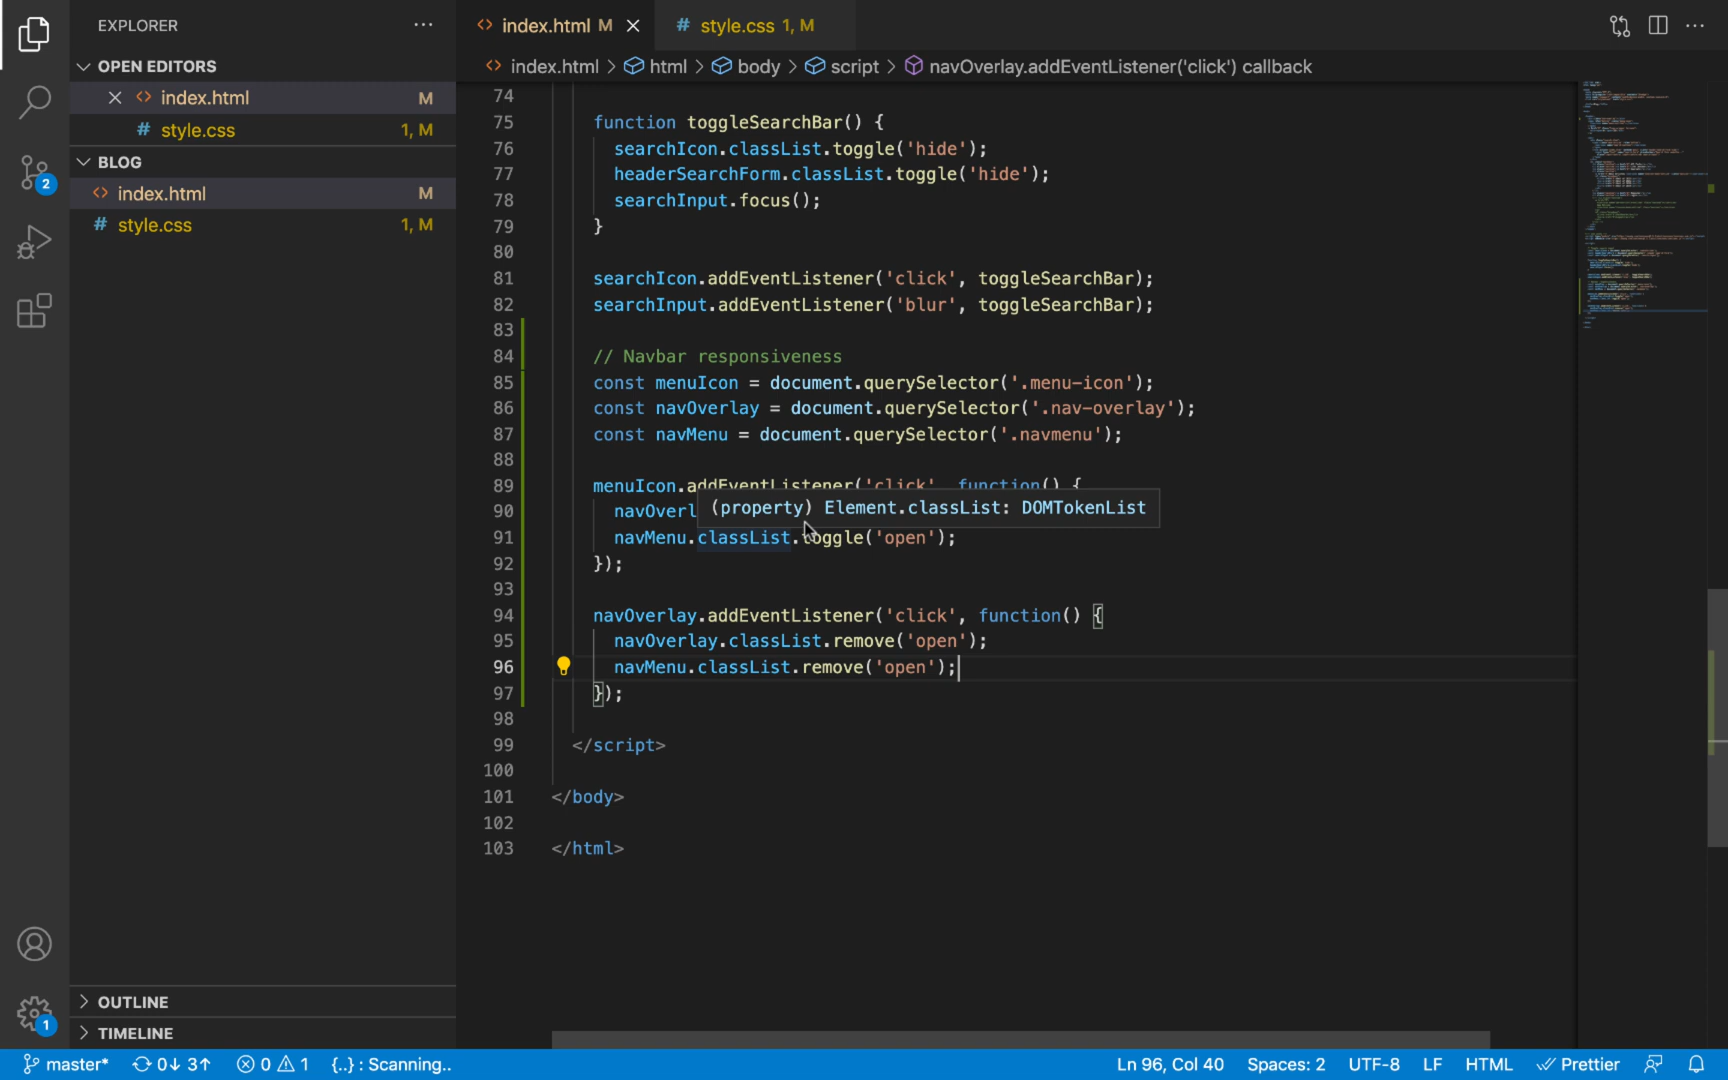 EXPLORER
OPEN EDITORS
index.html M
style.css 1, M
BLOG
index.html M
style.css 1, M
2
OUTLINE
TIMELINE
1
index.html M
style.css 1, M
index.html > html > body > script > navOverlay.addEventListener('click') callback
74
75 function toggleSearchBar() {
76 searchIcon.classList.toggle('hide');
77 headerSearchForm.classList.toggle('hide');
78 searchInput.focus();
79 }
80
81 searchIcon.addEventListener('click', toggleSearchBar);
82 searchInput.addEventListener('blur', toggleSearchBar);
83
84 // Navbar responsiveness
85 const menuIcon = document.querySelector('.menu-icon');
86 const navOverlay = document.querySelector('.nav-overlay');
87 const navMenu = document.querySelector('.navmenu');
88
89 menuIcon.addEventListener('click', function() {
(property) Element.classList: DOMTokenList
90 navOverl
91 navMenu.classList.toggle('open');
92 });
93
94 navOverlay.addEventListener('click', function() {
95 navOverlay.classList.remove('open');
96 navMenu.classList.remove('open');
97 });
98
99 </script>
100
101 </body>
102
103 </html>
master* 0↓ 3↑ 0 1 {..} : Scanning..
Ln 96, Col 40 Spaces: 2 UTF-8 LF HTML Prettier